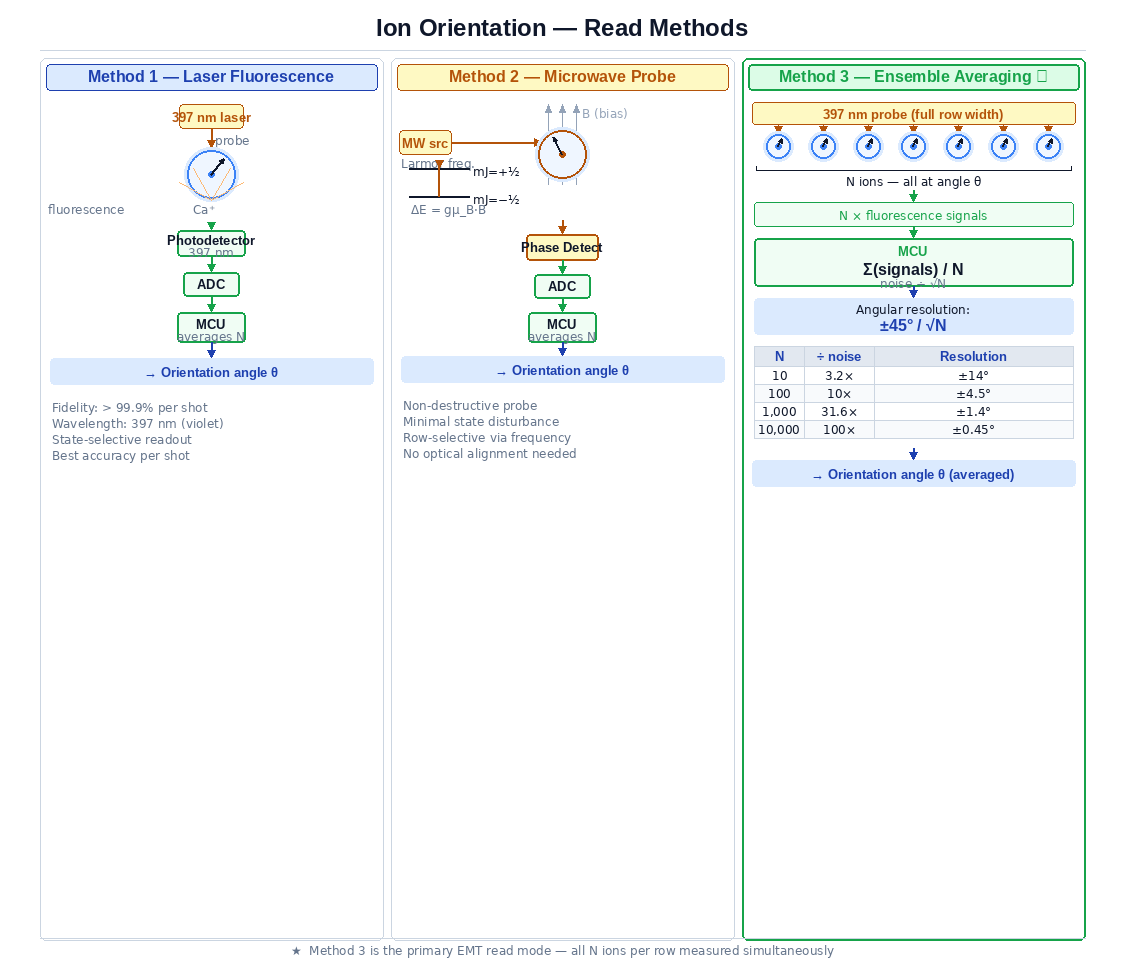 Ion Orientation — Read Methods
Method 1 — Laser Fluorescence
397 nm laser
probe
fluorescence
Ca⁺
Photodetector
397 nm
ADC
MCU
averages N
→ Orientation angle θ
Fidelity: > 99.9% per shot
Wavelength: 397 nm (violet)
State-selective readout
Best accuracy per shot
Method 2 — Microwave Probe
B (bias)
MW src
Larmor freq.
mJ=+½
mJ=−½
ΔE = gμ_B·B
Phase Detect
ADC
MCU
averages N
→ Orientation angle θ
Non-destructive probe
Minimal state disturbance
Row-selective via frequency
No optical alignment needed
Method 3 — Ensemble Averaging
397 nm probe (full row width)
N ions — all at angle θ
N × fluorescence signals
MCU
Σ(signals) / N
noise ÷ √N
Angular resolution:
±45° / √N
N ÷ noise Resolution
10 3.2× ±14°
100 10× ±4.5°
1,000 31.6× ±1.4°
10,000 100× ±0.45°
→ Orientation angle θ (averaged)
★ Method 3 is the primary EMT read mode — all N ions per row measured simultaneously